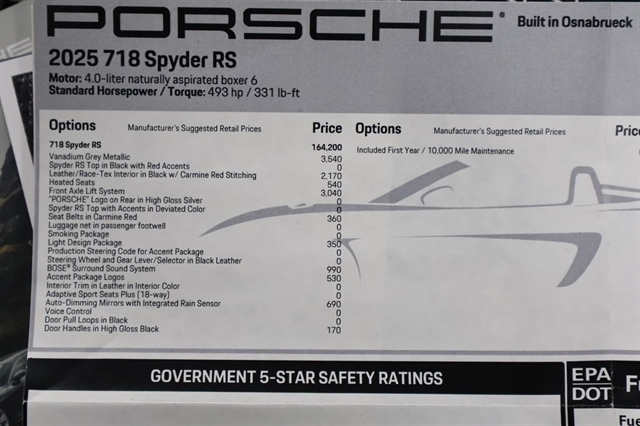 PORSCHE®
Built in Osnabrueck
2025 718 Spyder RS
Motor: 4.0-liter naturally aspirated boxer 6
Standard Horsepower / Torque: 493 hp / 331 lb-ft
Options Manufacturer's Suggested Retail Prices Price
718 Spyder RS 164,200
Vanadium Grey Metallic 3,540
Spyder RS Top in Black with Red Accents 0
Leather/Race-Tex Interior in Black w/ Carmine Red Stitching 2,170
Heated Seats 540
Front Axle Lift System 3,040
"PORSCHE" Logo on Rear in High Gloss Silver 0
Spyder RS Top with Accents in Deviated Color 0
Seat Belts in Carmine Red 360
Luggage net in passenger footwell 0
Smoking Package 0
Light Design Package 350
Production Steering Code for Accent Package 0
Steering Wheel and Gear Lever/Selector in Black Leather 0
BOSE® Surround Sound System 990
Accent Package Logos 530
Interior Trim in Leather in Interior Color 0
Adaptive Sport Seats Plus (18-way) 0
Auto-Dimming Mirrors with Integrated Rain Sensor 690
Voice Control 0
Door Pull Loops in Black 0
Door Handles in High Gloss Black 170
Options Manufacturer's Suggested Retail Prices Price
Included First Year / 10,000 Mile Maintenance
GOVERNMENT 5-STAR SAFETY RATINGS
EPA
DOT
Fue